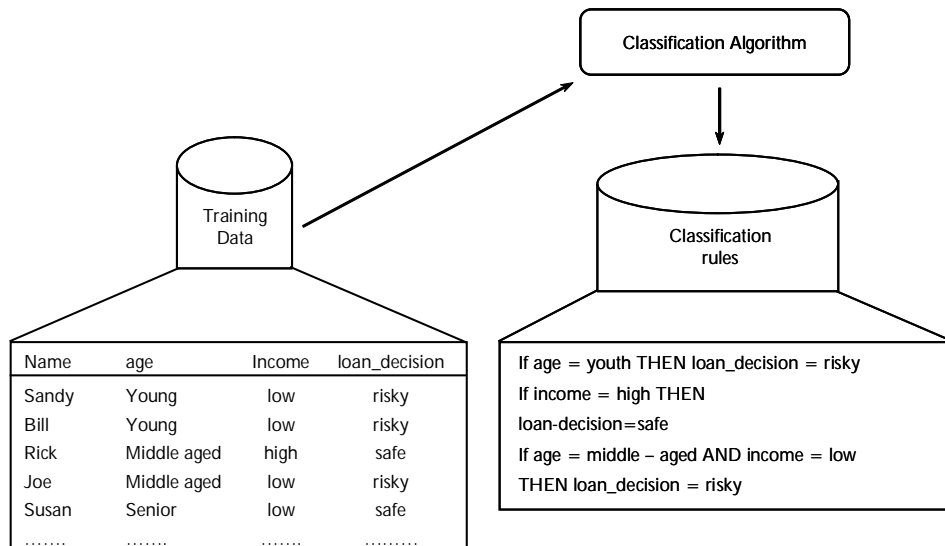 Classification Algorithm
Training
Data
Classification
rules
Name age Income loan_decision
Sandy Young low risky
Bill Young low risky
Rick Middle aged high safe
Joe Middle aged low risky
Susan Senior low safe
....... ....... ....... .........
If age = youth THEN loan_decision = risky
If income = high THEN
loan-decision=safe
If age = middle – aged AND income = low
THEN loan_decision = risky